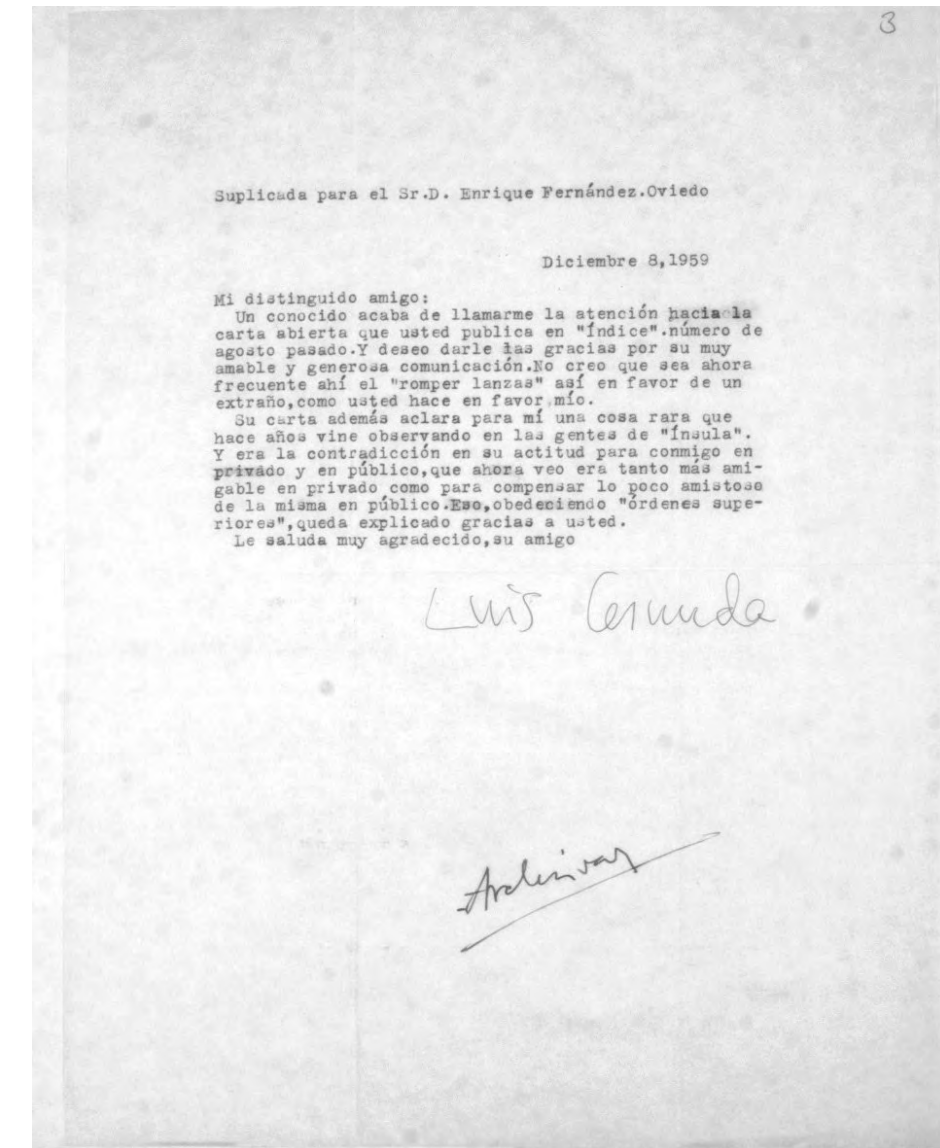 3
Suplicada para el Sr.D. Enrique Fernández.Oviedo
Diciembre 8,1959
Mi distinguido amigo:
Un conocido acaba de llamarme la atención hacia la
carta abierta que usted publica en "Índice".número de
agosto pasado.Y deseo darle las gracias por su muy
amable y generosa comunicación.No creo que sea ahora
frecuente ahí el "romper lanzas" así en favor de un
extraño,como usted hace en favor mío.
Su carta además aclara para mí una cosa rara que
hace años vine observando en las gentes de "Ínsula".
Y era la contradicción en su actitud para conmigo en
privado y en público,que ahora veo era tanto más ami-
gable en privado como para compensar lo poco amistoso
de la misma en público.Eso,obedeciendo "órdenes supe-
riores",queda explicado gracias a usted.
Le saluda muy agradecido,su amigo
Luis Cernuda
Archivar